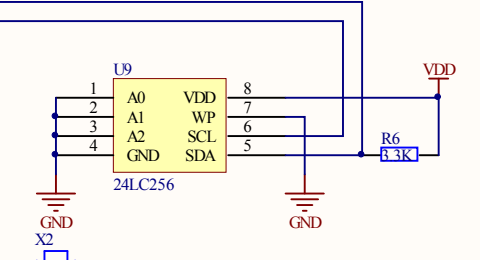 U9
VDD
1 A0 VDD 8
2 A1 WP 7
3 A2 SCL 6
4 GND SDA 5
R6
3.3K
24LC256
GND
GND
X2